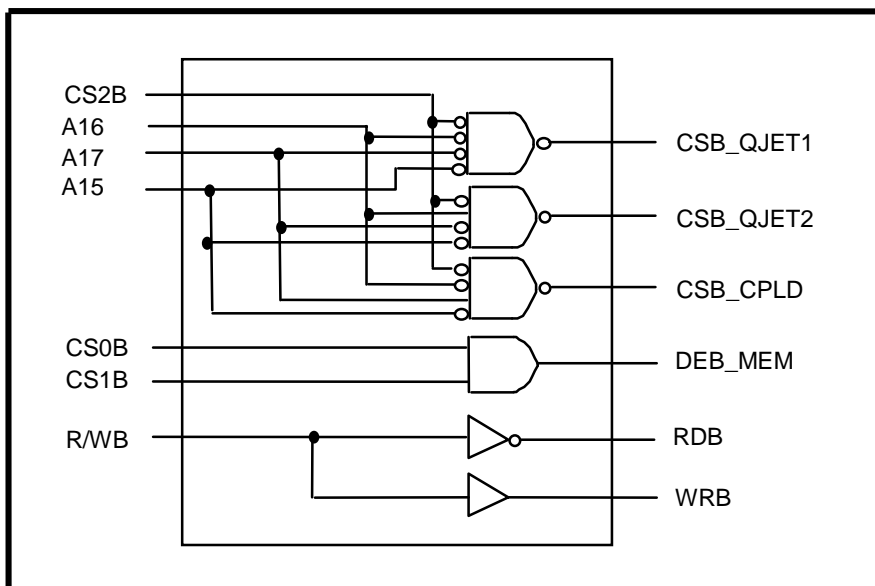 CS2B
A16
A17
A15
CSB_QJET1
CSB_QJET2
CSB_CPLD
CS0B
CS1B
DEB_MEM
R/WB
RDB
WRB